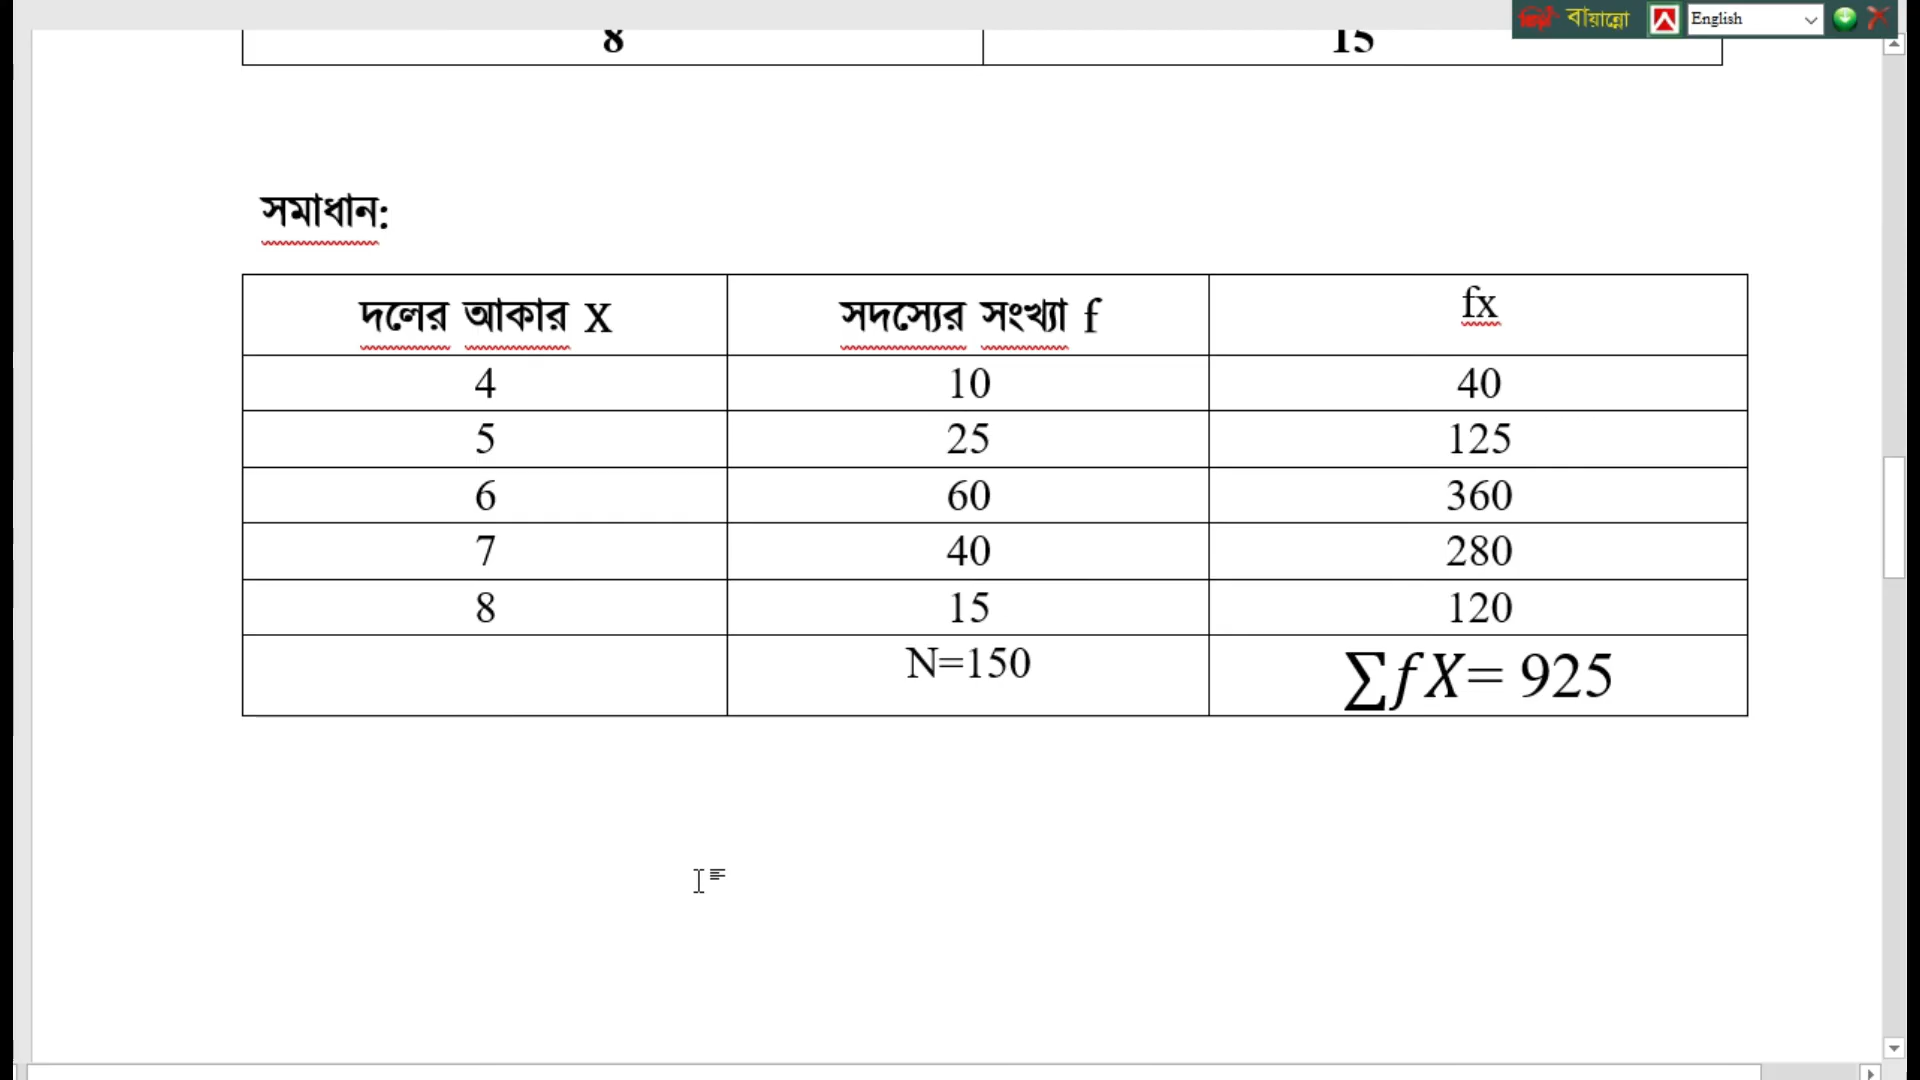 বায়ান্নো English
8 15
সমাধান:
দলের আকার X সদস্যের সংখ্যা f fx
4 10 40
5 25 125
6 60 360
7 40 280
8 15 120
N=150 ∑fX= 925